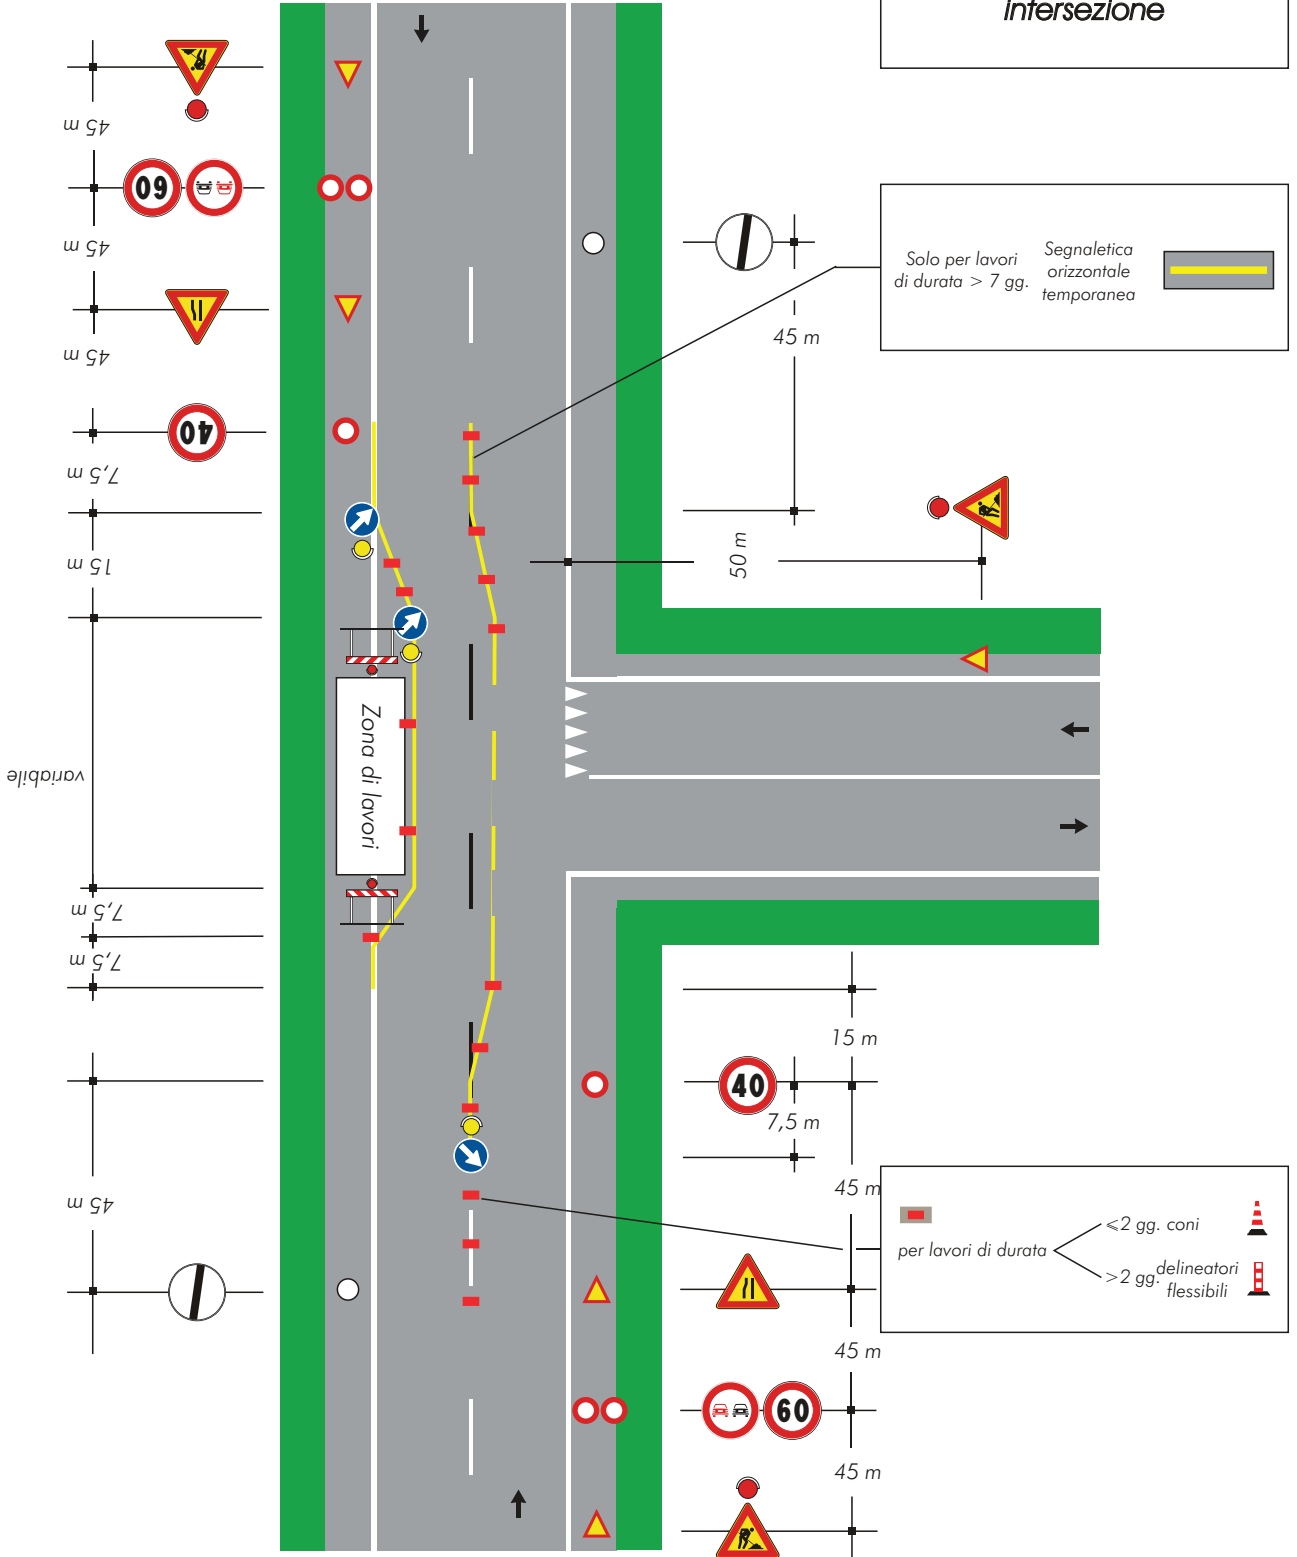 intersezione
45 m
60
45 m
45 m
40
7,5 m
15 m
variabile
7,5 m
7,5 m
45 m
Zona di lavori
45 m
50 m
Solo per lavori
di durata > 7 gg.
Segnaletica
orizzontale
temporanea
15 m
40
7,5 m
45 m
45 m
60
45 m
per lavori di durata
⩽2 gg. coni
>2 gg. delineatori
flessibili